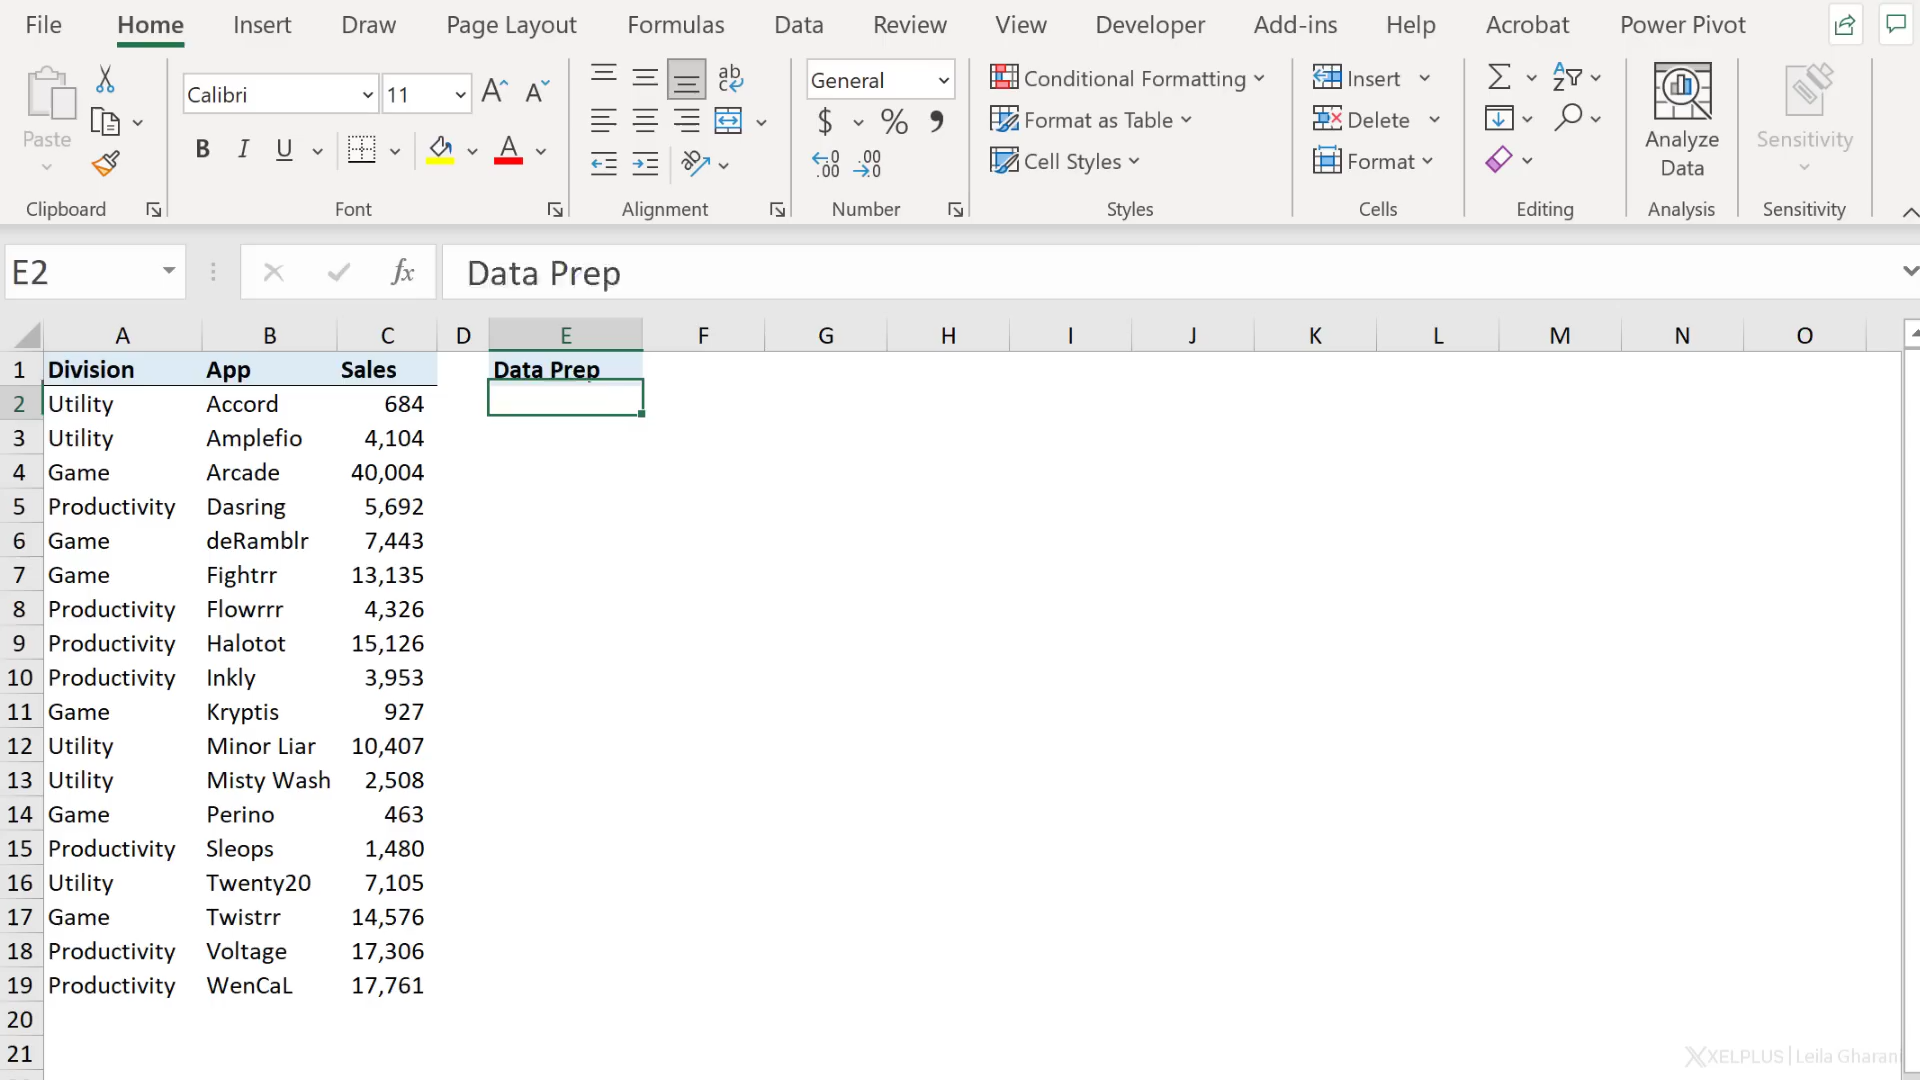 File Home Insert Draw Page Layout Formulas Data Review View Developer Add-ins Help Acrobat Power Pivot
Paste
Clipboard
Calibri 11
B I U
Font
ab
Alignment
General
$ % 
Number
Conditional Formatting
Format as Table
Cell Styles
Styles
Insert
Delete
Format
Cells
Editing
Analyze
Data
Analysis
Sensitivity
Sensitivity
E2 fx Data Prep
A B C D E F G H I J K L M N O
1 Division App Sales Data Prep
2 Utility Accord 684
3 Utility Amplefio 4,104
4 Game Arcade 40,004
5 Productivity Dasring 5,692
6 Game deRamblr 7,443
7 Game Fightrr 13,135
8 Productivity Flowrrr 4,326
9 Productivity Halotot 15,126
10 Productivity Inkly 3,953
11 Game Kryptis 927
12 Utility Minor Liar 10,407
13 Utility Misty Wash 2,508
14 Game Perino 463
15 Productivity Sleops 1,480
16 Utility Twenty20 7,105
17 Game Twistrr 14,576
18 Productivity Voltage 17,306
19 Productivity WenCaL 17,761
20
21
XELPLUS | Leila Gharani